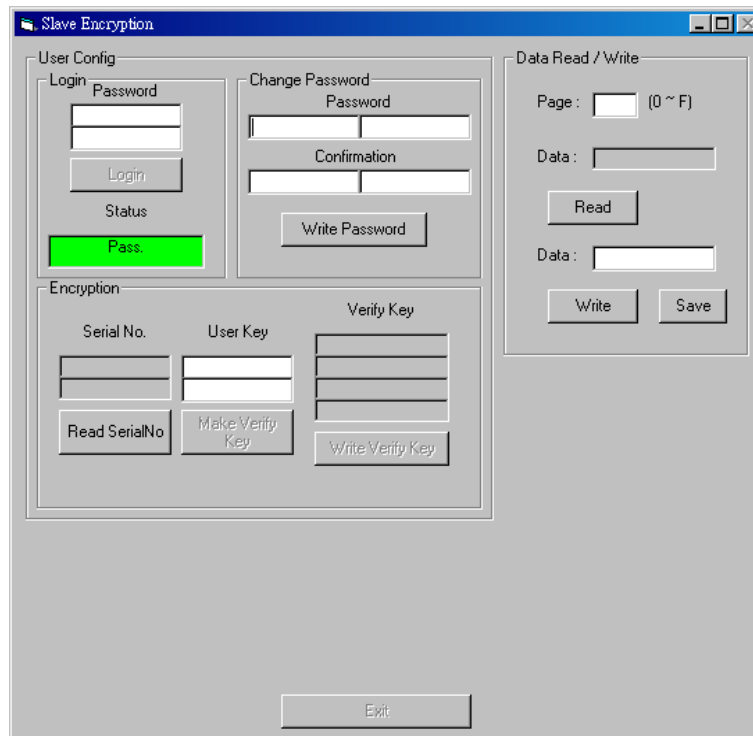 Slave Encryption
User Config
Login
Password
Login
Status
Pass.
Change Password
Password
Confirmation
Write Password
Encryption
Serial No.
User Key
Verify Key
Read SerialNo
Make Verify
Key
Write Verify Key
Data Read / Write
Page :
(0 ~ F)
Data :
Read
Data :
Write
Save
Exit